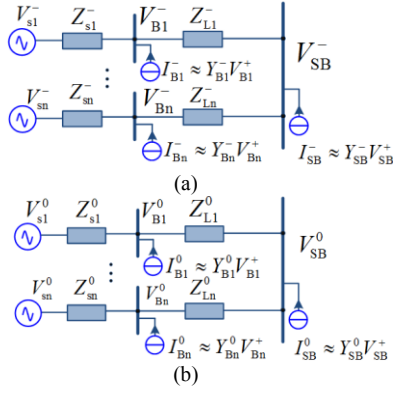 V⁻s1 Z⁻s1 V⁻B1 Z⁻L1
V⁻SB
I⁻B1 ≈ Y⁻B1V⁺B1
V⁻sn Z⁻sn V⁻Bn Z⁻Ln
I⁻Bn ≈ Y⁻BnV⁺Bn I⁻SB ≈ Y⁻SBV⁺SB
(a)
V⁰s1 Z⁰s1 V⁰B1 Z⁰L1
V⁰SB
I⁰B1 ≈ Y⁰B1V⁺B1
V⁰sn Z⁰sn V⁰Bn Z⁰Ln
I⁰Bn ≈ Y⁰BnV⁺Bn I⁰SB ≈ Y⁰SBV⁺SB
(b)